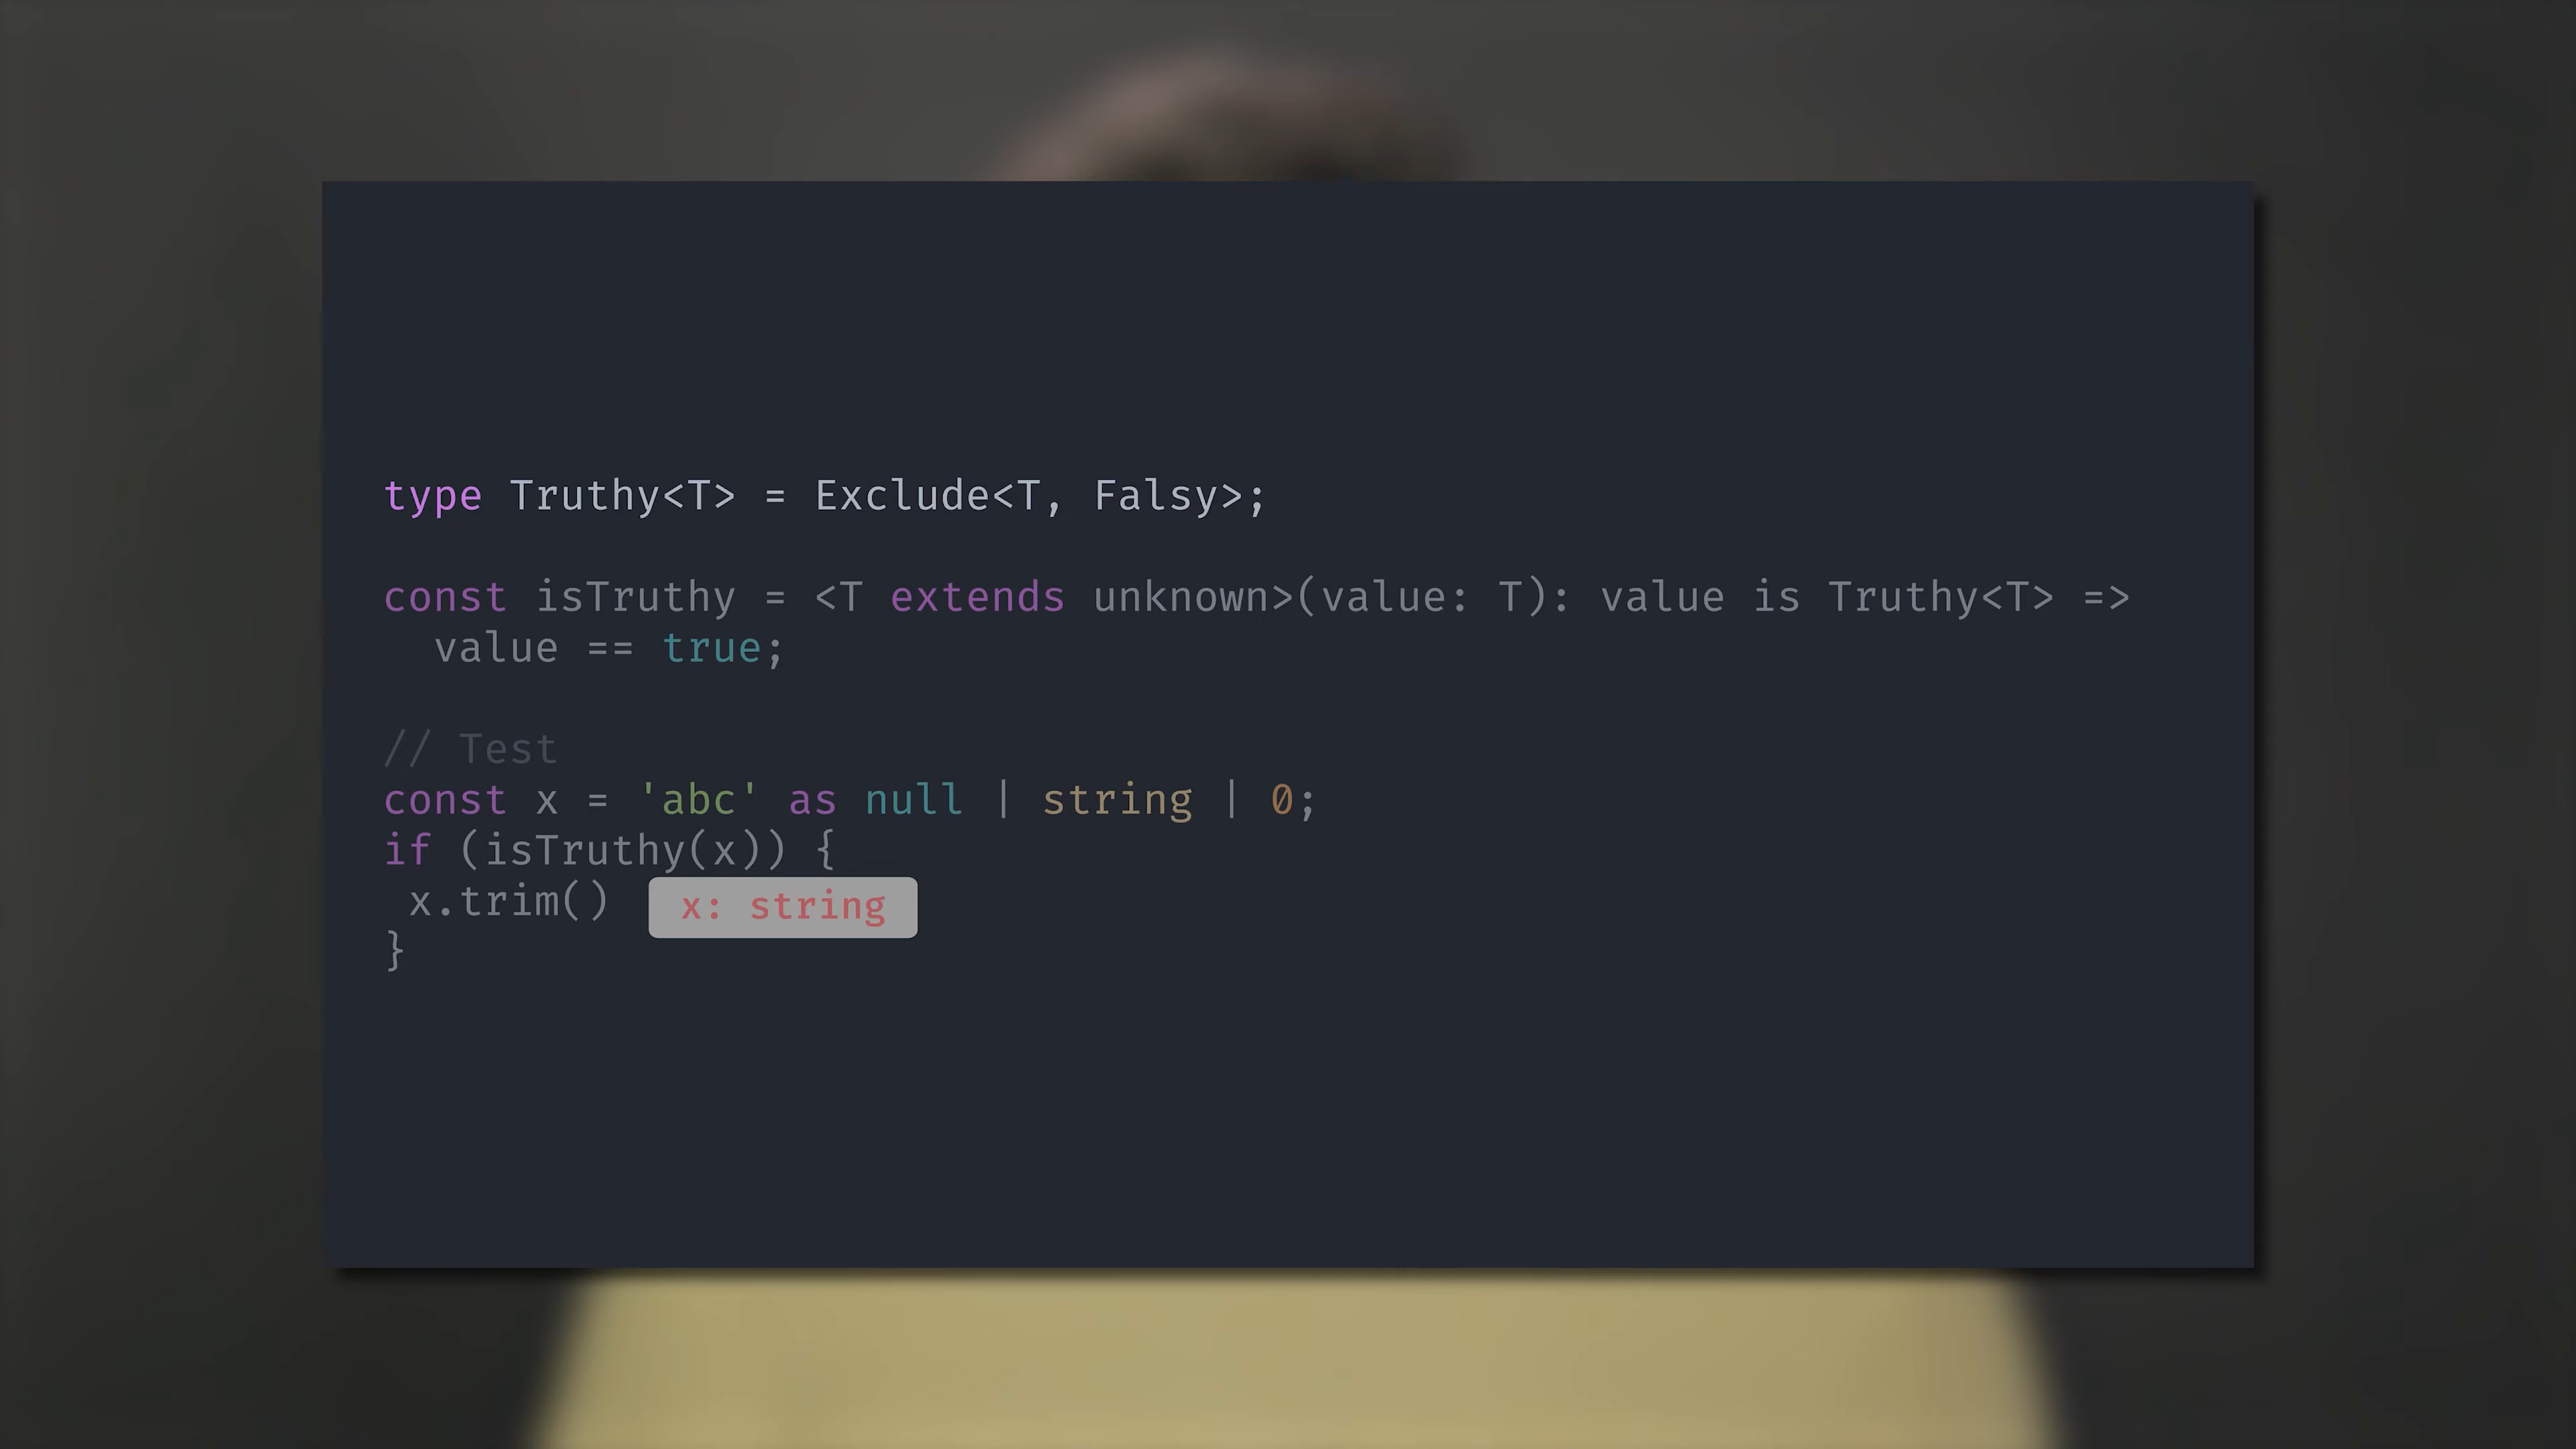 type Truthy<T> = Exclude<T, Falsy>;
const isTruthy = <T extends unknown>(value: T): value is Truthy<T> =>
value == true;
// Test
const x = 'abc' as null | string | 0;
if (isTruthy(x)) {
x.trim() x: string
}